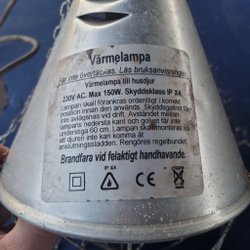 Värmelampa
Får inte övertäckas. Läs bruksanvisningen.
Värmelampa till husdjur
230V AC. Max 150W. Skyddsklass IP X4.
Lampan skall förankras ordentligt i korrekt
position innan den används. Skyddsgallret får
inte avlägsnas vid drift. Avståndet mellan
lampans nedersta kant och golvet får inte
understiga 60 cm. Lampan skall monteras så
att djuren inte kan komma åt
anslutningssladden. Rengöres regelbundet.
Brandfara vid felaktigt handhavande.
IP X4
CE